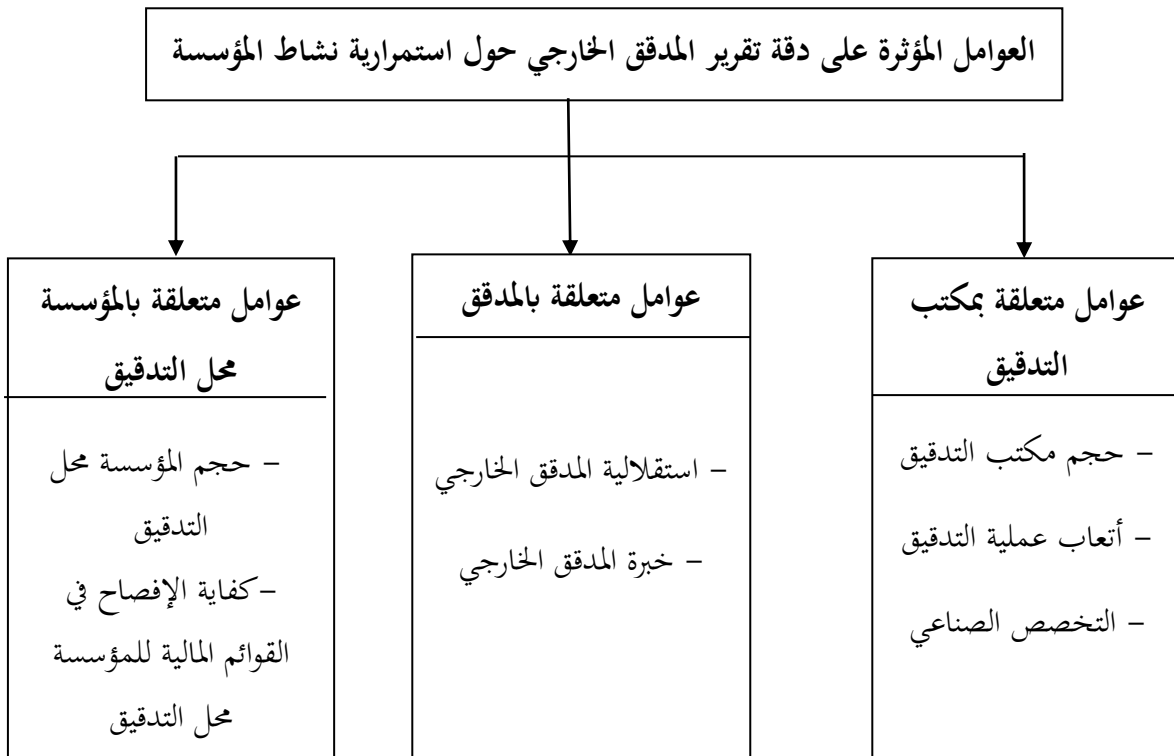 العوامل المؤثرة على دقة تقرير المدقق الخارجي حول استمرارية نشاط المؤسسة
عوامل متعلقة بمكتب
التدقيق
– حجم مكتب التدقيق
– أتعاب عملية التدقيق
– التخصص الصناعي
عوامل متعلقة بالمدقق
– استقلالية المدقق الخارجي
– خبرة المدقق الخارجي
عوامل متعلقة بالمؤسسة
محل التدقيق
– حجم المؤسسة محل
التدقيق
–كفاية الإفصاح في
القوائم المالية للمؤسسة
محل التدقيق